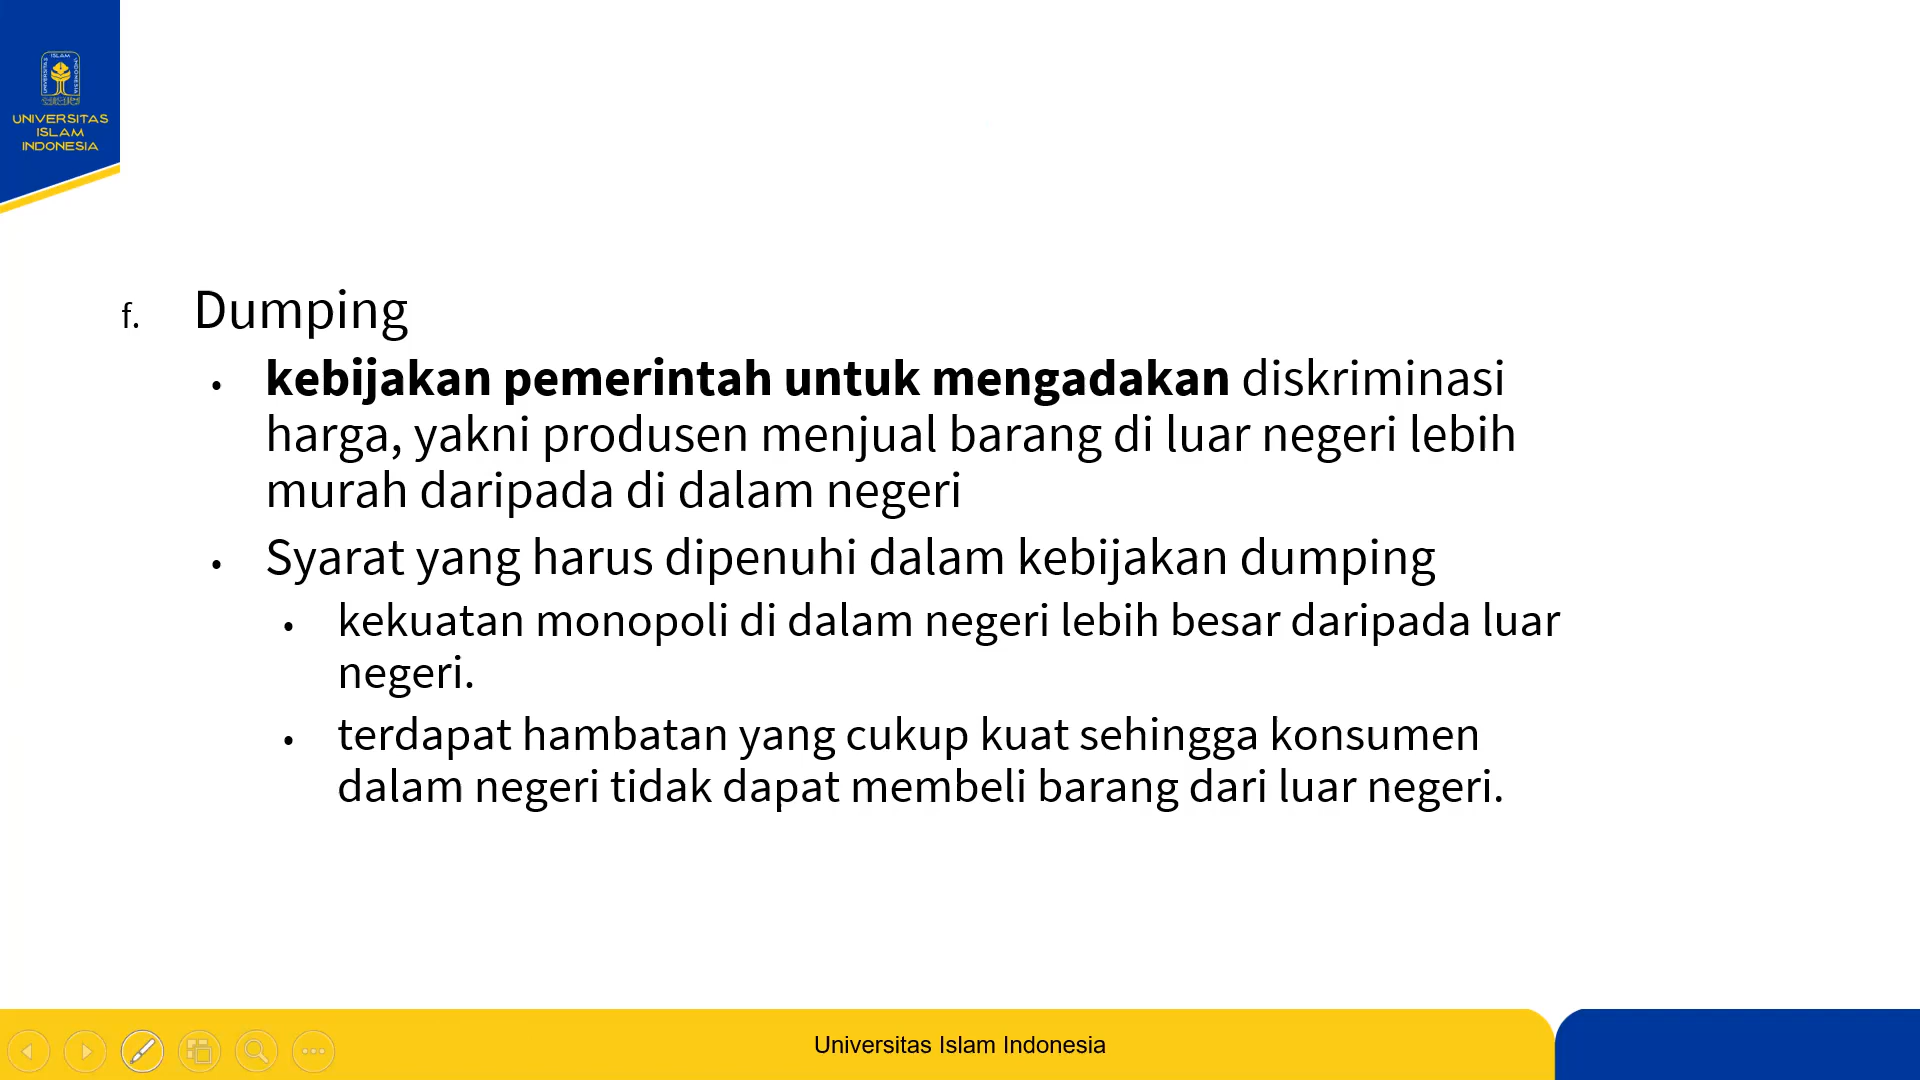 UNIVERSITAS
ISLAM
INDONESIA
f. Dumping
• kebijakan pemerintah untuk mengadakan diskriminasi
harga, yakni produsen menjual barang di luar negeri lebih
murah daripada di dalam negeri
• Syarat yang harus dipenuhi dalam kebijakan dumping
• kekuatan monopoli di dalam negeri lebih besar daripada luar
negeri.
• terdapat hambatan yang cukup kuat sehingga konsumen
dalam negeri tidak dapat membeli barang dari luar negeri.
Universitas Islam Indonesia